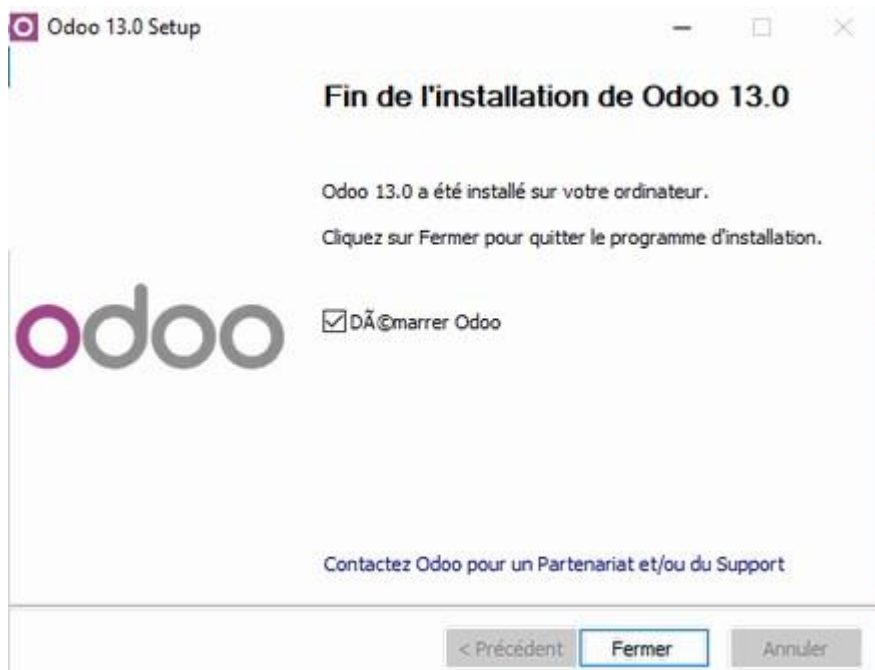 Odoo 13.0 Setup
Fin de l'installation de Odoo 13.0
Odoo 13.0 a été installé sur votre ordinateur.
Cliquez sur Fermer pour quitter le programme d'installation.
odoo
DÃ©marrer Odoo
Contactez Odoo pour un Partenariat et/ou du Support
< Précédent Fermer Annuler